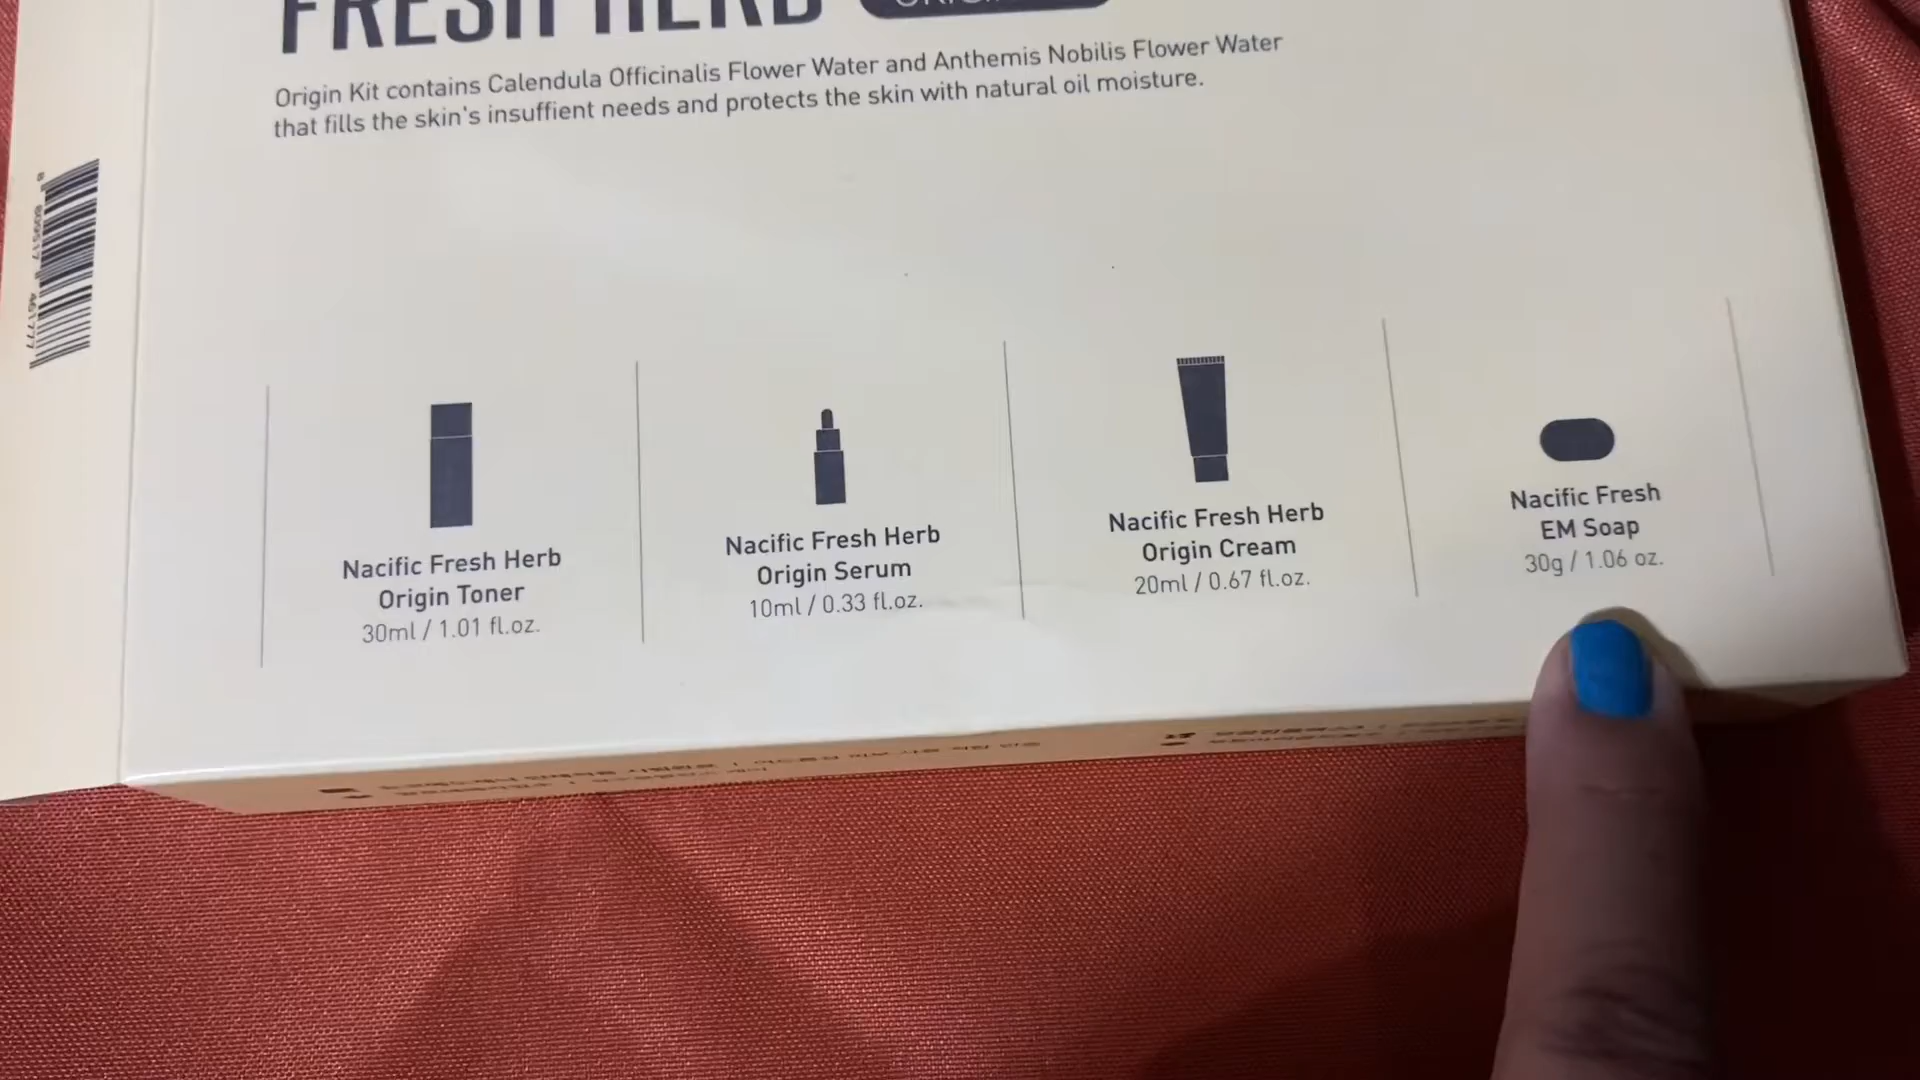 FRESH HERB
Origin Kit contains Calendula Officinalis Flower Water and Anthemis Nobilis Flower Water
that fills the skin's insuffient needs and protects the skin with natural oil moisture.
Nacific Fresh Herb
Origin Toner
30ml / 1.01 fl.oz.
Nacific Fresh Herb
Origin Serum
10ml / 0.33 fl.oz.
Nacific Fresh Herb
Origin Cream
20ml / 0.67 fl.oz.
Nacific Fresh
EM Soap
30g / 1.06 oz.